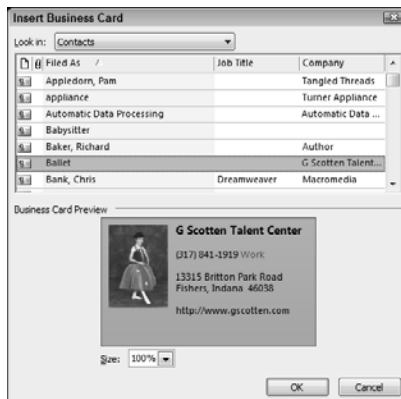 Insert Business Card
Look in: Contacts
Filed As / Job Title Company
Appledorn, Pam Tangled Threads
appliance Turner Appliance
Automatic Data Processing Automatic Data ...
Babysitter
Baker, Richard Author
Ballet G Scotten Talent...
Bank, Chris Dreamweaver Macromedia
Business Card Preview
G Scotten Talent Center
(317) 841-1919 Work
13315 Britton Park Road
Fishers, Indana 46038
http://www.gscotten.com
Size: 100%
OK Cancel